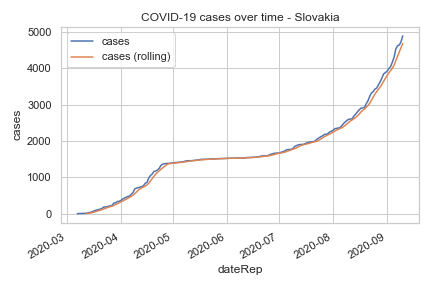 COVID-19 cases over time - Slovakia
cases
cases (rolling)
5000
4000
3000
2000
1000
0
cases
2020-03
2020-04
2020-05
2020-06
2020-07
2020-08
2020-09
dateRep